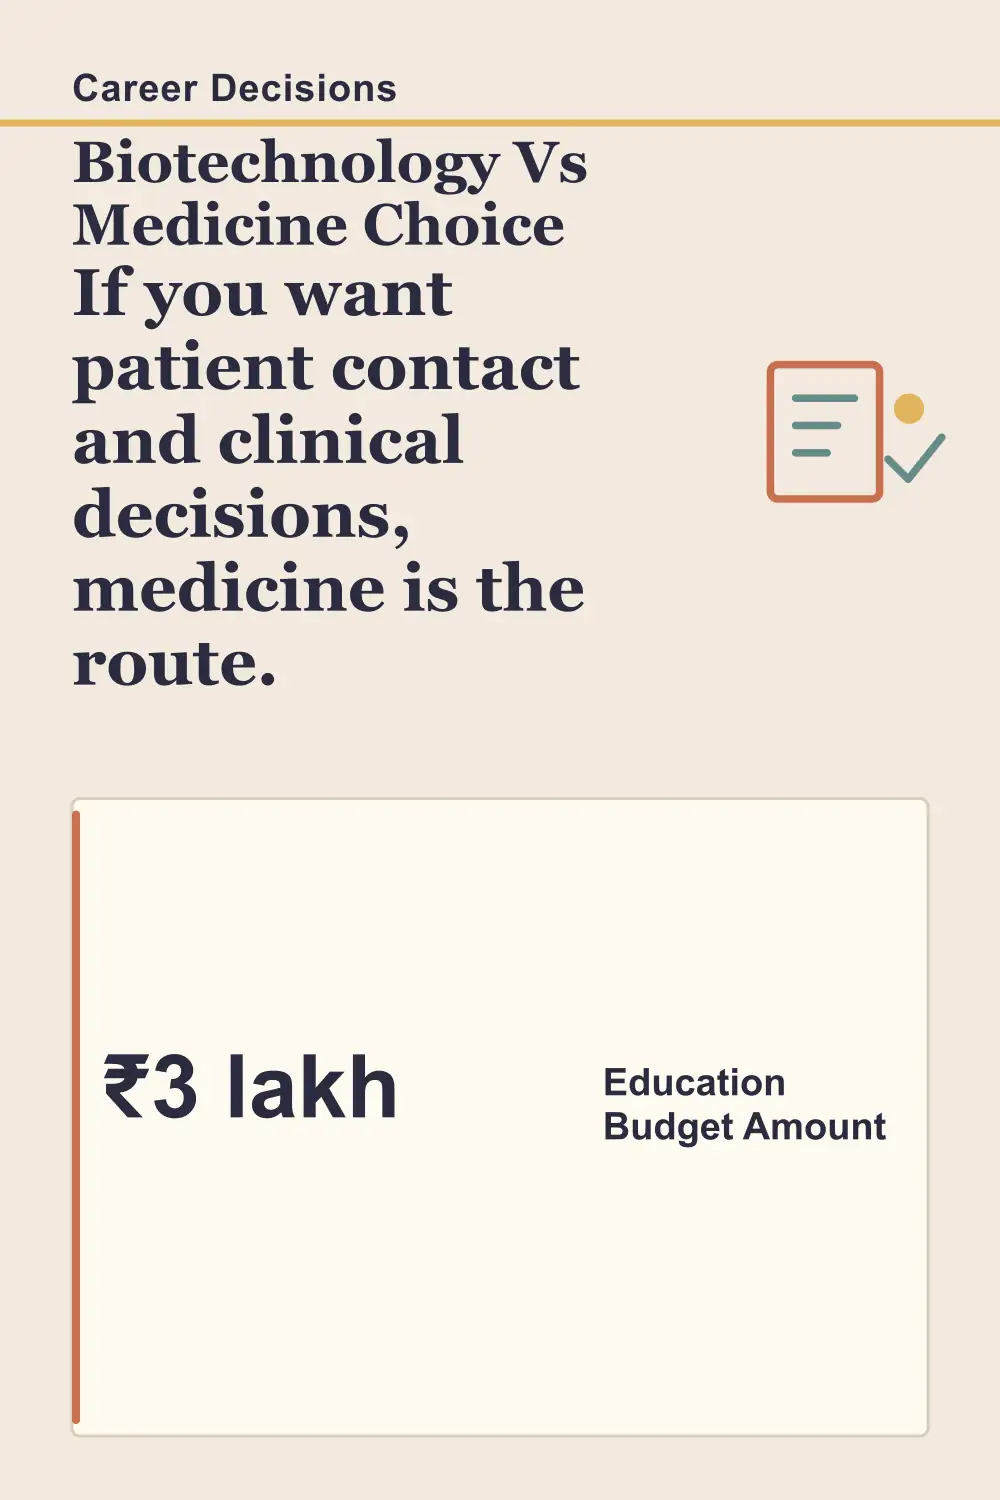 Career Decisions
Biotechnology Vs
Medicine Choice
If you want
patient contact
and clinical
decisions,
medicine is the
route.
₹3 lakh
Education
Budget Amount